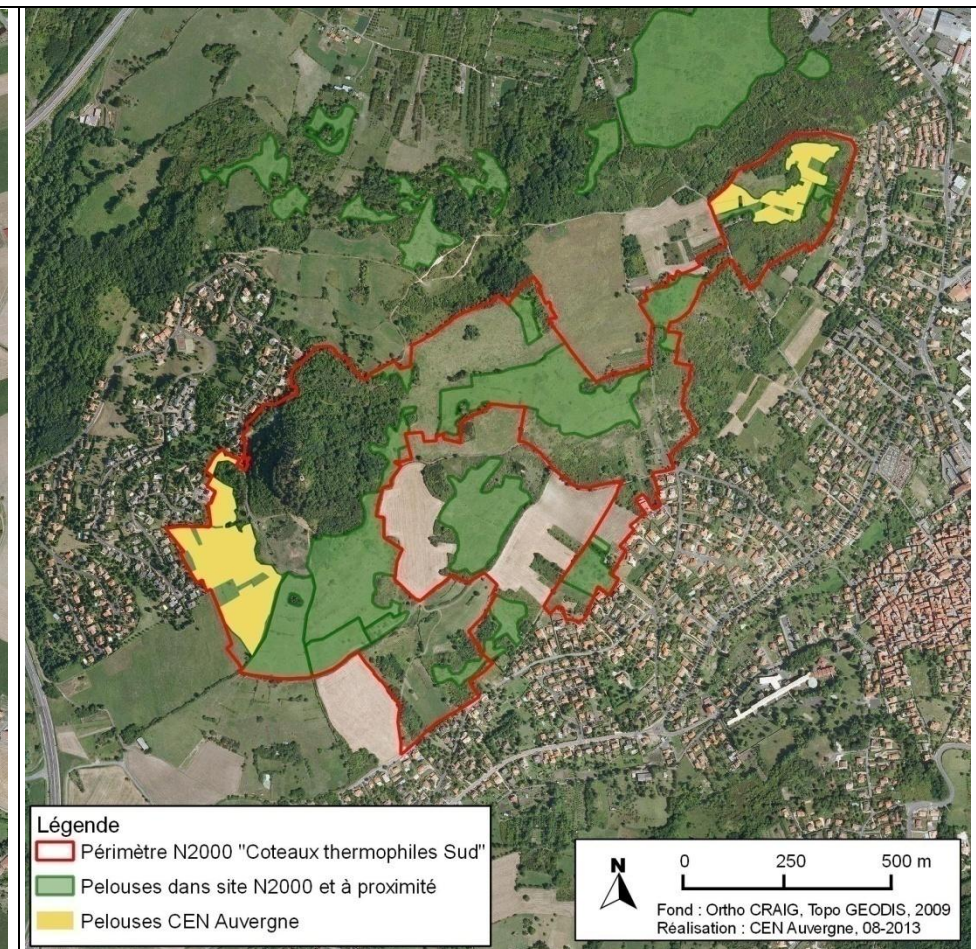 Légende
Périmètre N2000 "Coteaux thermophiles Sud"
Pelouses dans site N2000 et à proximité
Pelouses CEN Auvergne
N
0 250 500 m
Fond : Ortho CRAIG, Topo GEODIS, 2009
Réalisation : CEN Auvergne, 08-2013